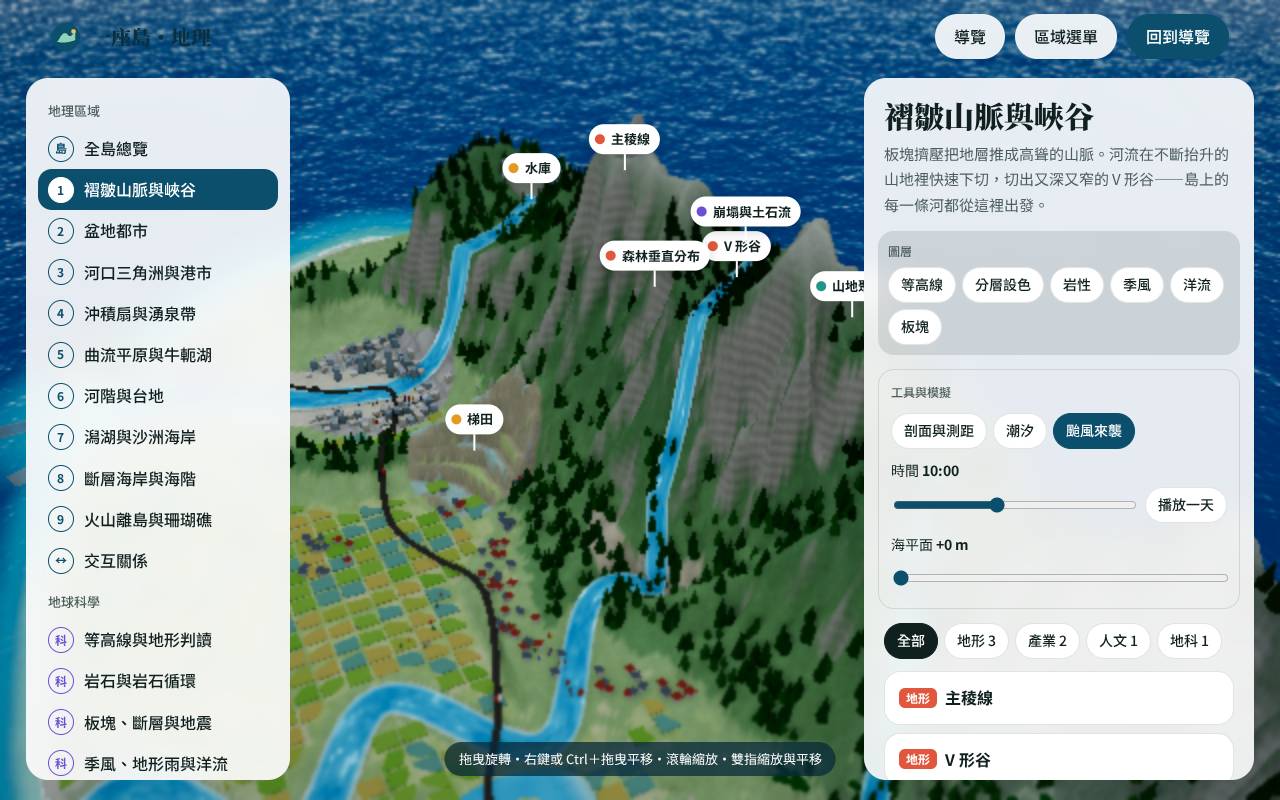 一座島・地理
導覽
區域選單
回到導覽
地理區域
島 全島總覽
1 褶皺山脈與峽谷
2 盆地都市
3 河口三角洲與港市
4 沖積扇與湧泉帶
5 曲流平原與牛軛湖
6 河階與台地
7 潟湖與沙洲海岸
8 斷層海岸與海階
9 火山離島與珊瑚礁
↔ 交互關係
地球科學
科 等高線與地形判讀
科 岩石與岩石循環
科 板塊、斷層與地震
科 季風、地形雨與洋流
主稜線
水庫
崩塌與土石流
V 形谷
森林垂直分布
山地
梯田
拖曳旋轉・右鍵或 Ctrl＋拖曳平移・滾輪縮放・雙指縮放與平移
褶皺山脈與峽谷
板塊擠壓把地層推成高聳的山脈。河流在不斷抬升的
山地裡快速下切，切出又深又窄的 V 形谷——島上的
每一條河都從這裡出發。
圖層
等高線 分層設色 岩性 季風 洋流
板塊
工具與模擬
剖面與測距 潮汐 颱風來襲
時間 10:00
播放一天
海平面 +0 m
全部 地形 3 產業 2 人文 1 地科 1
地形 主稜線
地形 V 形谷